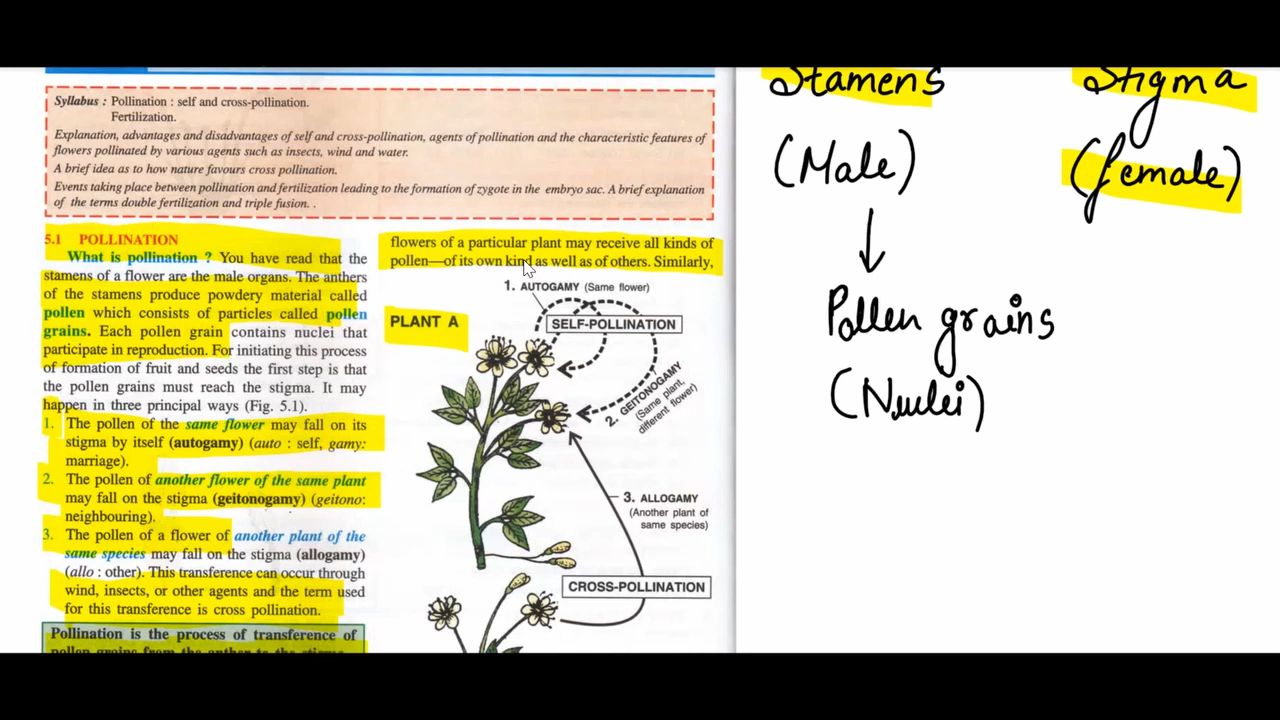 Syllabus : Pollination : self and cross-pollination.
Fertilization.
Explanation, advantages and disadvantages of self and cross-pollination, agents of pollination and the characteristic features of
flowers pollinated by various agents such as insects, wind and water.
A brief idea as to how nature favours cross pollination.
Events taking place between pollination and fertilization leading to the formation of zygote in the embryo sac. A brief explanation
of the terms double fertilization and triple fusion. .
5.1 POLLINATION
What is pollination ? You have read that the
stamens of a flower are the male organs. The anthers
of the stamens produce powdery material called
pollen which consists of particles called pollen
grains. Each pollen grain contains nuclei that
participate in reproduction. For initiating this process
of formation of fruit and seeds the first step is that
the pollen grains must reach the stigma. It may
happen in three principal ways (Fig. 5.1).
1. The pollen of the same flower may fall on its
stigma by itself (autogamy) (auto : self, gamy:
marriage).
2. The pollen of another flower of the same plant
may fall on the stigma (geitonogamy) (geitono:
neighbouring).
3. The pollen of a flower of another plant of the
same species may fall on the stigma (allogamy)
(allo : other). This transference can occur through
wind, insects, or other agents and the term used
for this transference is cross pollination.
Pollination is the process of transference of
pollen grains from the anther to the stigma
flowers of a particular plant may receive all kinds of
pollen—of its own kind as well as of others. Similarly,
1. AUTOGAMY (Same flower)
PLANT A
SELF-POLLINATION
2. GEITONOGAMY
(Same plant,
different flower)
3. ALLOGAMY
(Another plant of
same species)
CROSS-POLLINATION
Stamens
(Male)
Pollen grains
(Nulei)
Stigma
(female)